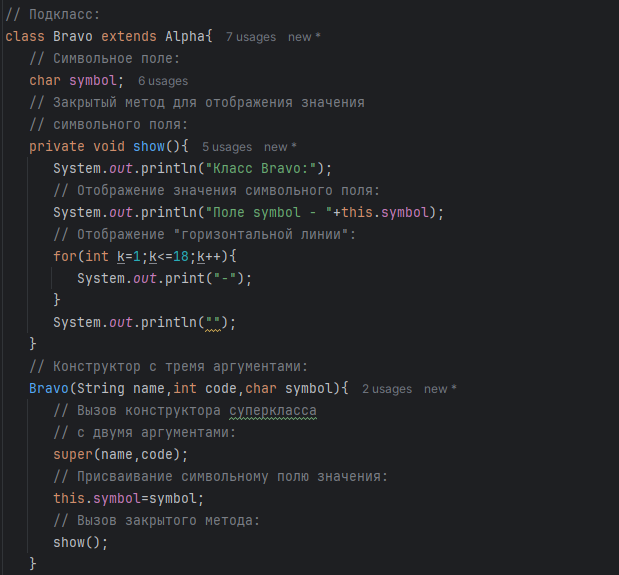 // Подкласс:
class Bravo extends Alpha{ 7 usages new *
// Символьное поле:
char symbol; 6 usages
// Закрытый метод для отображения значения
// символьного поля:
private void show(){ 5 usages new *
System.out.println("Класс Bravo:");
// Отображение значения символьного поля:
System.out.println("Поле symbol - "+this.symbol);
// Отображение "горизонтальной линии":
for(int k=1;k<=18;k++){
System.out.print("-");
}
System.out.println("");
}
// Конструктор с тремя аргументами:
Bravo(String name,int code,char symbol){ 2 usages new *
// Вызов конструктора суперкласса
// с двумя аргументами:
super(name,code);
// Присваивание символьному полю значения:
this.symbol=symbol;
// Вызов закрытого метода:
show();
}